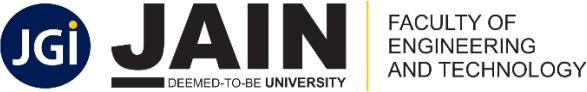 JGi
JAIN
DEEMED-TO-BE UNIVERSITY
FACULTY OF
ENGINEERING
AND TECHNOLOGY